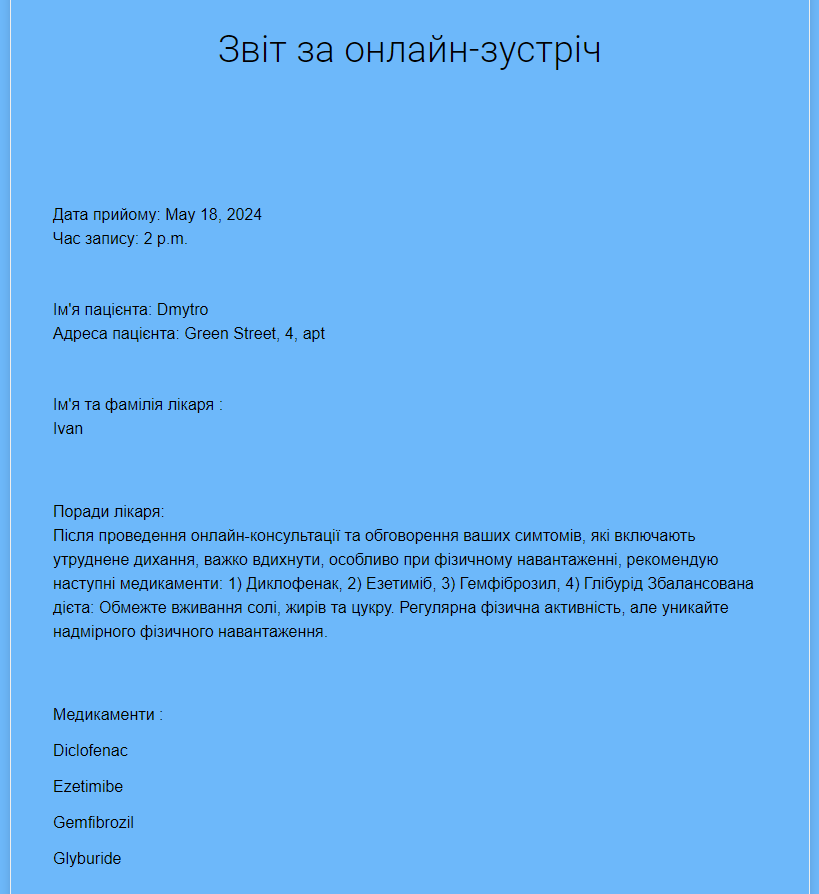 Звіт за онлайн-зустріч
Дата прийому: May 18, 2024
Час запису: 2 p.m.
Ім'я пацієнта: Dmytro
Адреса пацієнта: Green Street, 4, apt
Ім'я та фамілія лікаря :
Ivan
Поради лікаря:
Після проведення онлайн-консультації та обговорення ваших симтомів, які включають
утруднене дихання, важко вдихнути, особливо при фізичному навантаженні, рекомендую
наступні медикаменти: 1) Диклофенак, 2) Езетиміб, 3) Гемфіброзил, 4) Глібурід Збалансована
дієта: Обмежте вживання солі, жирів та цукру. Регулярна фізична активність, але уникайте
надмірного фізичного навантаження.
Медикаменти :
Diclofenac
Ezetimibe
Gemfibrozil
Glyburide